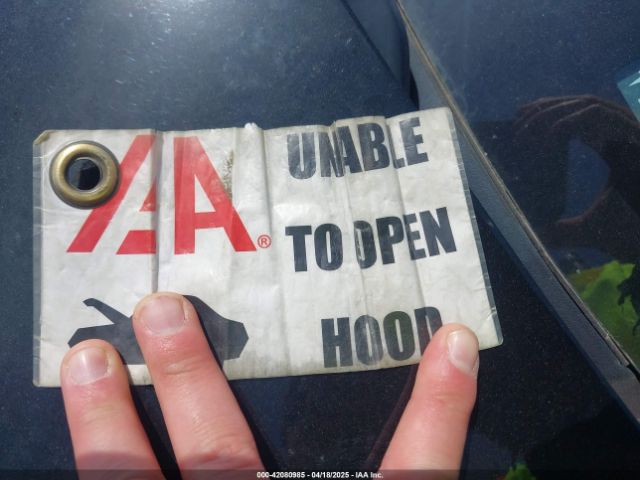 IAA®
UNABLE
TO OPEN
HOOD
000-42080985 - 04/18/2025 - IAA Inc.